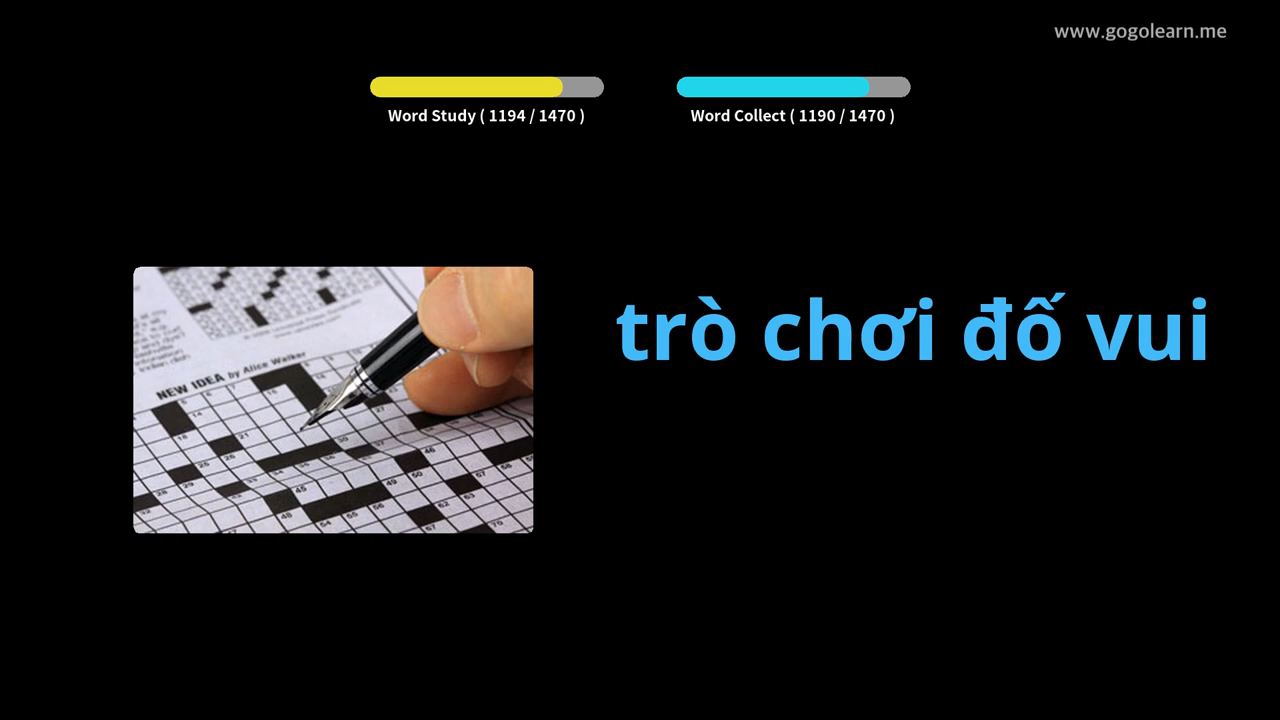 www.gogolearn.me
Word Study ( 1194 / 1470 )
Word Collect ( 1190 / 1470 )
trò chơi đố vui
NEW IDEA by Alice Walker